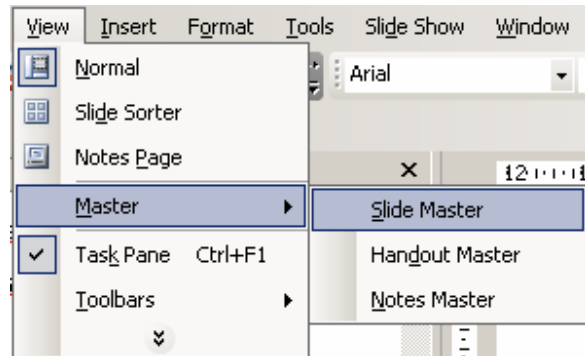 View Insert Format Tools Slide Show Window
Normal
Arial
Slide Sorter
Notes Page
12
Master
Slide Master
Task Pane Ctrl+F1
Handout Master
Toolbars
Notes Master